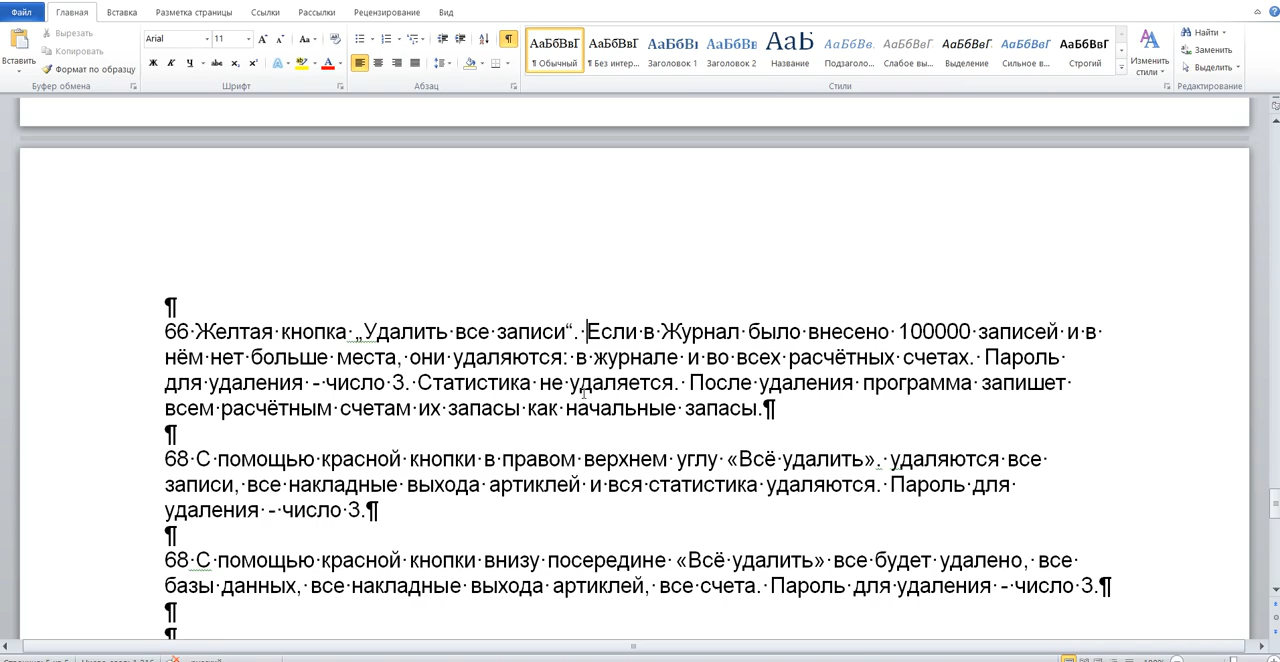 Файл Главная Вставка Разметка страницы Ссылки Рассылки Рецензирование Вид
Вставить
Вырезать
Копировать
Формат по образцу
Буфер обмена
Arial 11
Шрифт
Абзац
АаБбВвГ АаБбВвГ АаБбВ АаБбВв АаБ АаБбВв. АаБбВвГ АаБбВвГ АаБбВвГ АаБбВвГ
¶ Обычный ¶ Без интер... Заголовок 1 Заголовок 2 Название Подзаголо... Слабое вы... Выделение Сильное в... Строгий
Стили
Изменить
стили
Найти
Заменить
Выделить
Редактирование
¶
66·Желтая·кнопка·„Удалить·все·записи“.·Если·в·Журнал·было·внесено·100000·записей·и·в·
нём·нет·больше·места,·они·удаляются:·в·журнале·и·во·всех·расчётных·счетах.·Пароль·
для·удаления·-·число·3.·Статистика·не·удаляется.·После·удаления·программа·запишет·
всем·расчётным·счетам·их·запасы·как·начальные·запасы.¶
¶
68·С·помощью·красной·кнопки·в·правом·верхнем·углу·«Всё·удалить».·удаляются·все·
записи,·все·накладные·выхода·артиклей·и·вся·статистика·удаляются.·Пароль·для·
удаления·-·число·3.¶
¶
68·С·помощью·красной·кнопки·внизу·посередине·«Всё·удалить»·все·будет·удалено,·все·
базы·данных,·все·накладные·выхода·артиклей,·все·счета.·Пароль·для·удаления·-·число·3.¶
¶
¶